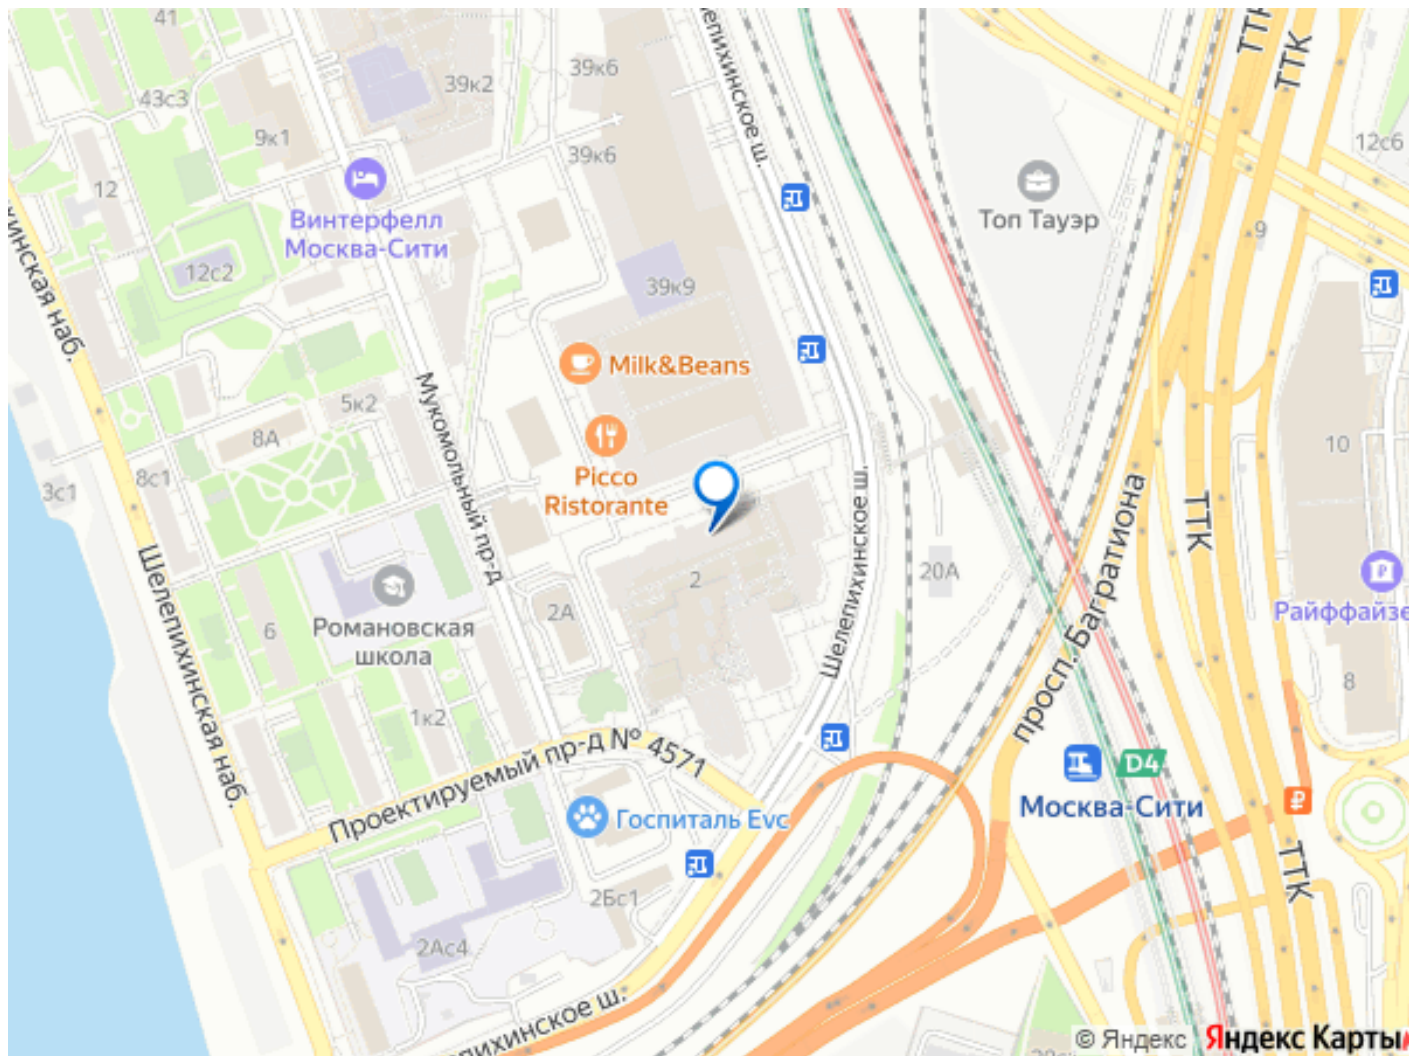 41
39к6
39к2
43с3
9к1
39к6
12
Винтерфелл
Москва-Сити
12с2
39к9
Milk&Beans
Мукомольный пр-д
5к2
8А
Picco
Ristorante
8с1
3с1
Шелепихинская наб.
Романовская
школа
6
2А
2
1к2
Проектируемый пр-д № 4571
Госпиталь Evc
2Бс1
2Ас4
Шелепихинское ш.
20А
Топ Тауэр
ТТК
ТТК
12с6
9
10
ТТК
просп. Багратиона
Райффайзе
8
D4
Москва-Сити
ТТК
© Яндекс
Яндекс Карты